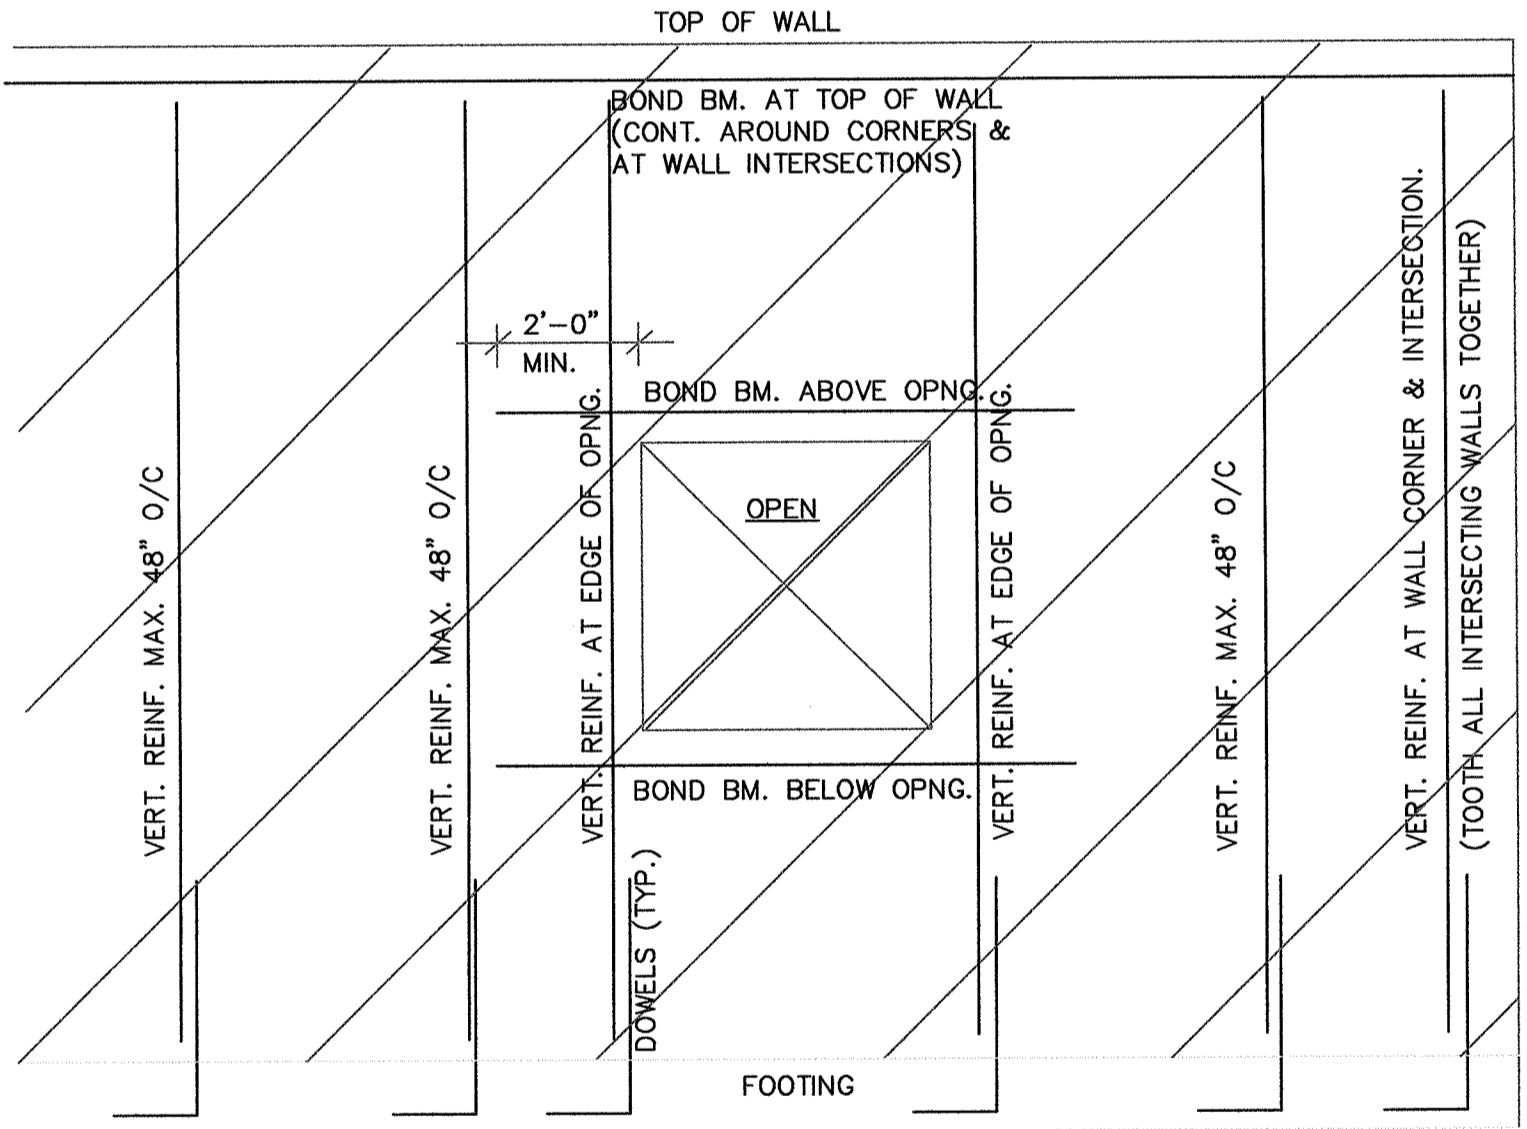 TOP OF WALL
BOND BM. AT TOP OF WALL
(CONT. AROUND CORNERS &
AT WALL INTERSECTIONS)
2'-0"
MIN.
BOND BM. ABOVE OPNG.
OPEN
BOND BM. BELOW OPNG.
VERT. REINF. MAX. 48" O/C
VERT. REINF. MAX. 48" O/C
VERT. REINF. AT EDGE OF OPNG.
DOWELS (TYP.)
VERT. REINF. AT EDGE OF OPNG.
VERT. REINF. MAX. 48" O/C
VERT. REINF. AT WALL CORNER & INTERSECTION.
(TOOTH ALL INTERSECTING WALLS TOGETHER)
FOOTING